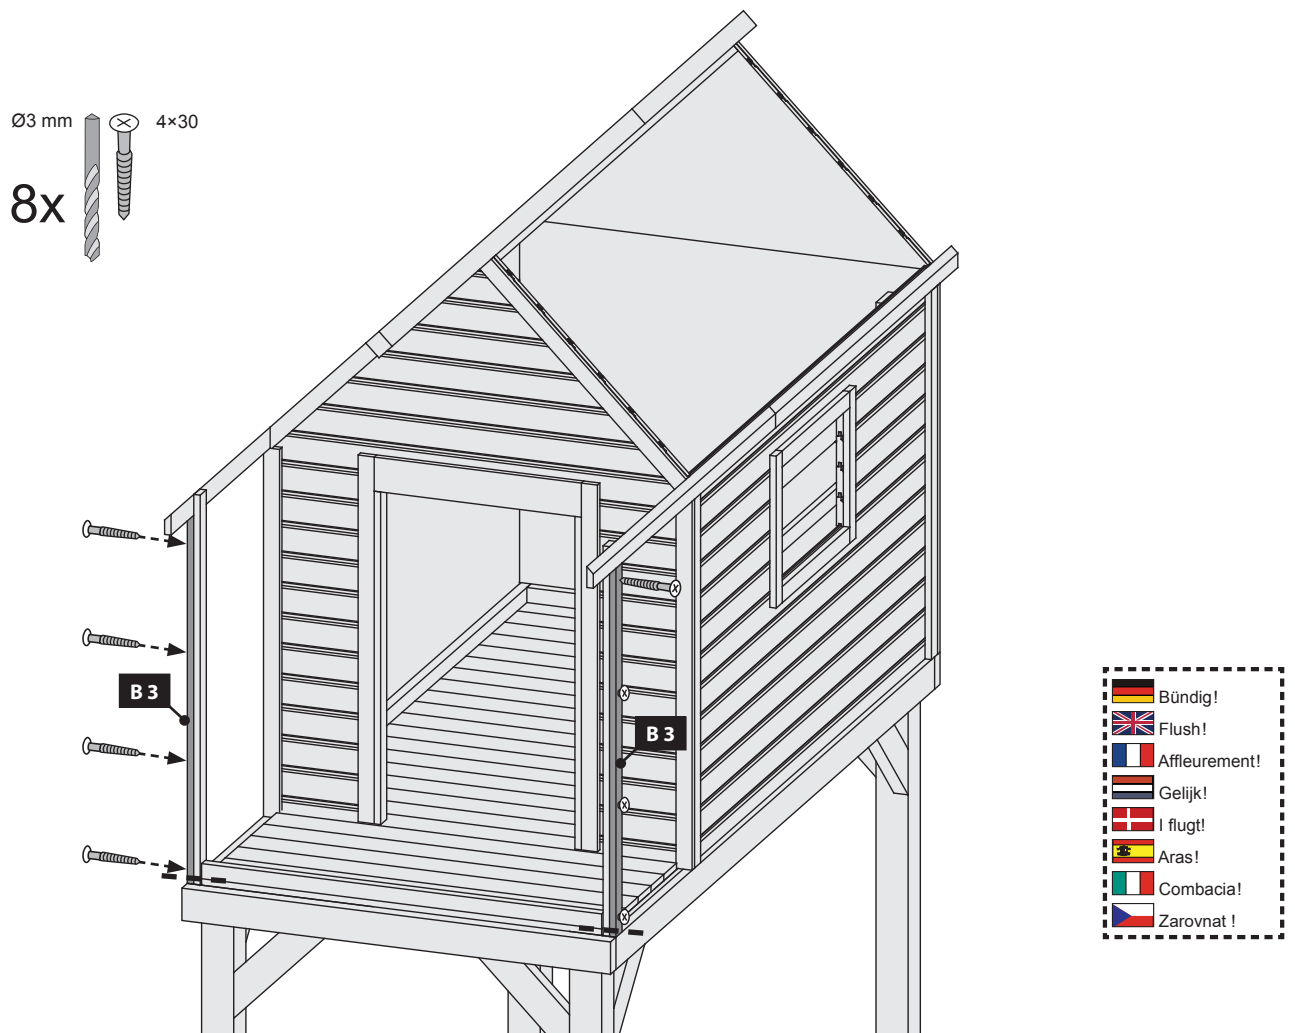 Ø3 mm 4×30
8x
B 3
B 3
Bündig!
Flush!
Affleurement!
Gelijk!
I flugt!
Aras!
Combacia!
Zarovnat !